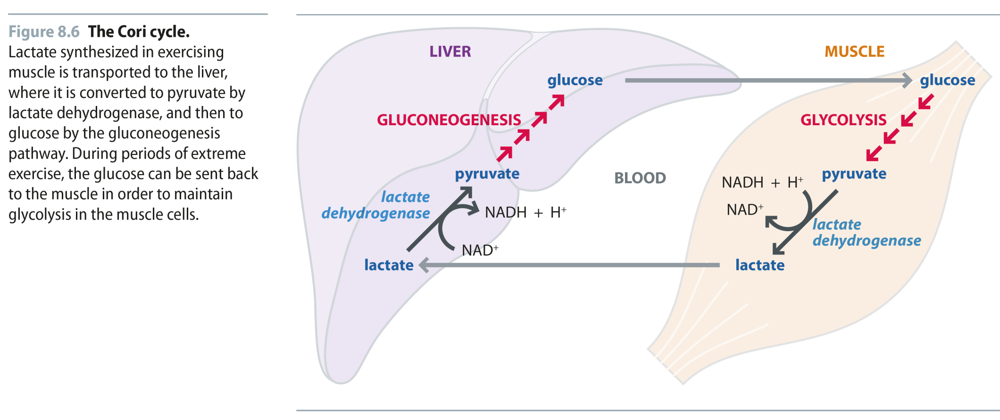 Figure 8.6 The Cori cycle.
Lactate synthesized in exercising
muscle is transported to the liver,
where it is converted to pyruvate by
lactate dehydrogenase, and then to
glucose by the gluconeogenesis
pathway. During periods of extreme
exercise, the glucose can be sent back
to the muscle in order to maintain
glycolysis in the muscle cells.
LIVER
MUSCLE
glucose
glucose
GLUCONEOGENESIS
GLYCOLYSIS
pyruvate
BLOOD
pyruvate
NADH + H⁺
lactate
dehydrogenase
NADH + H⁺
NAD⁺
lactate
dehydrogenase
NAD⁺
lactate
lactate